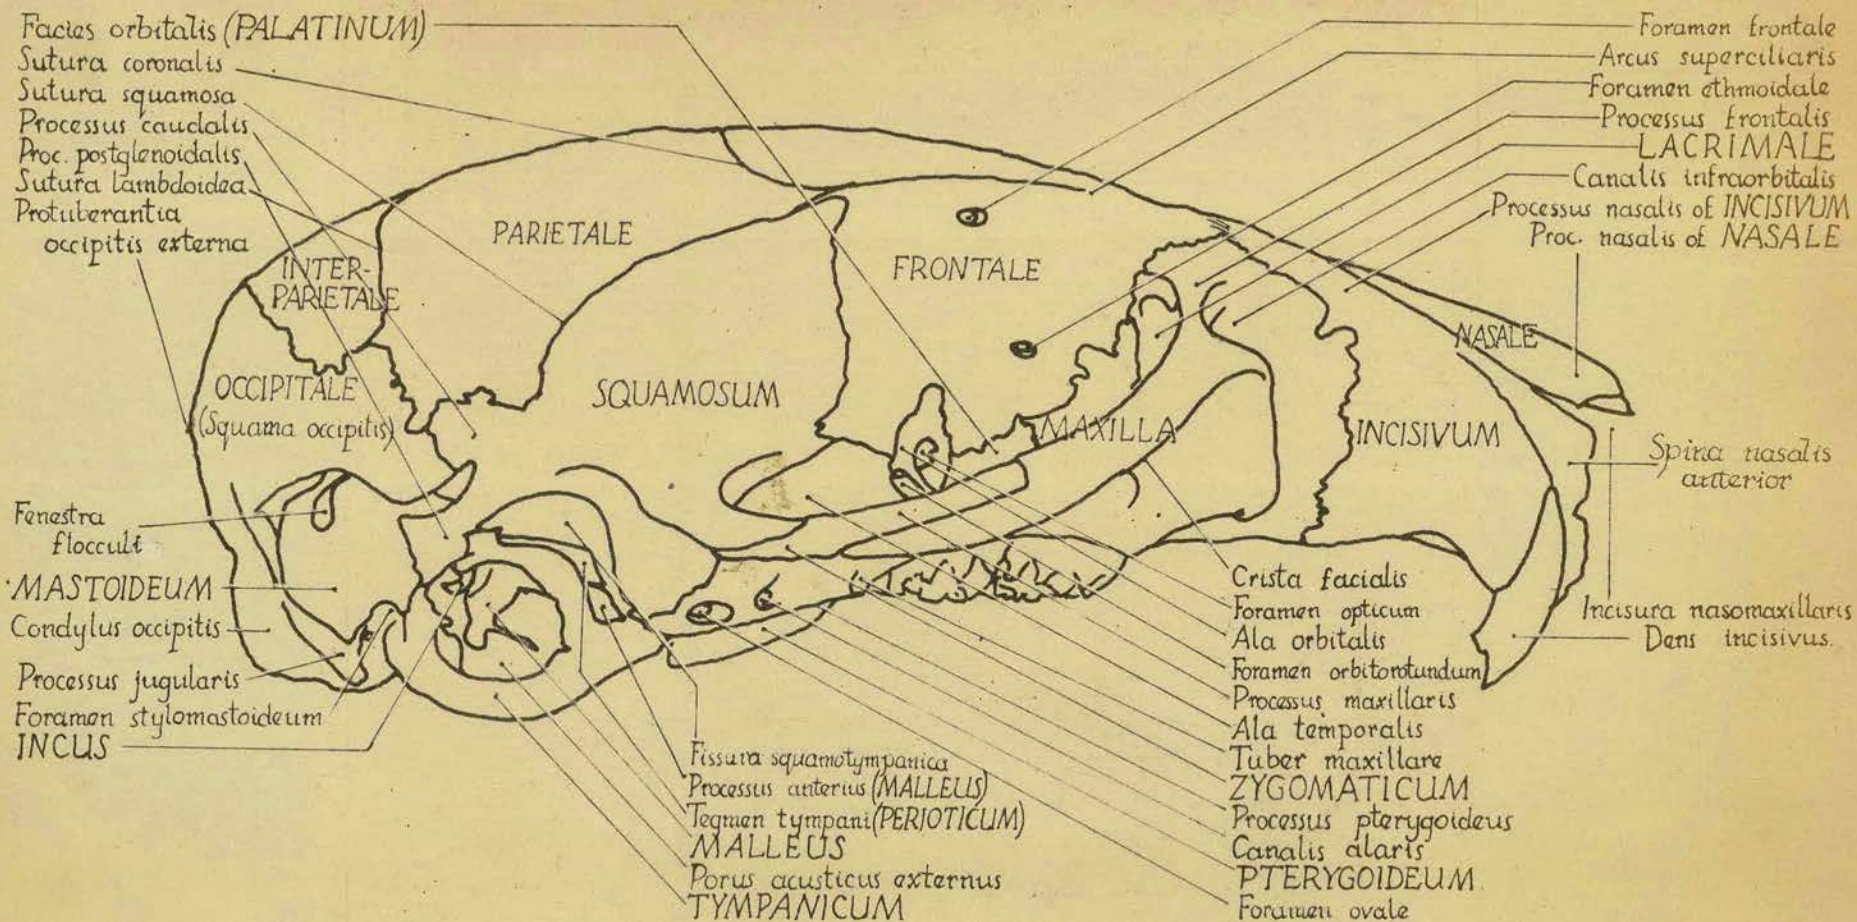 Facies orbitalis (PALATINUM)
Sutura coronalis
Sutura squamosa
Processus caudalis
Proc. postglenoidalis
Sutura lambdoidea
Protuberantia
occipitis externa
Foramen frontale
Arcus superciliaris
Foramen ethmoidale
Processus frontalis
LACRIMALE
Canalis infraorbitalis
Processus nasalis of INCISIVUM
Proc. nasalis of NASALE
PARIETALE
INTER-
PARIETALE
FRONTALE
NASALE
OCCIPITALE
(Squama occipitis)
SQUAMOSUM
MAXILLA
INCISIVUM
Spina nasalis
anterior
Fenestra
flocculi
MASTOIDEUM
Condylus occipitis
Processus jugularis
Foramen stylomastoideum
INCUS
Fissura squamotympanica
Processus anterius (MALLEUS)
Tegmen tympani (PERIOTICUM)
MALLEUS
Porus acusticus externus
TYMPANICUM
Crista facialis
Foramen opticum
Ala orbitalis
Foramen orbitorotundum
Processus maxillaris
Ala temporalis
Tuber maxillare
ZYGOMATICUM
Processus pterygoideus
Canalis alaris
PTERYGOIDEUM
Foramen ovale
Incisura nasomaxillaris
Dens incisivus.